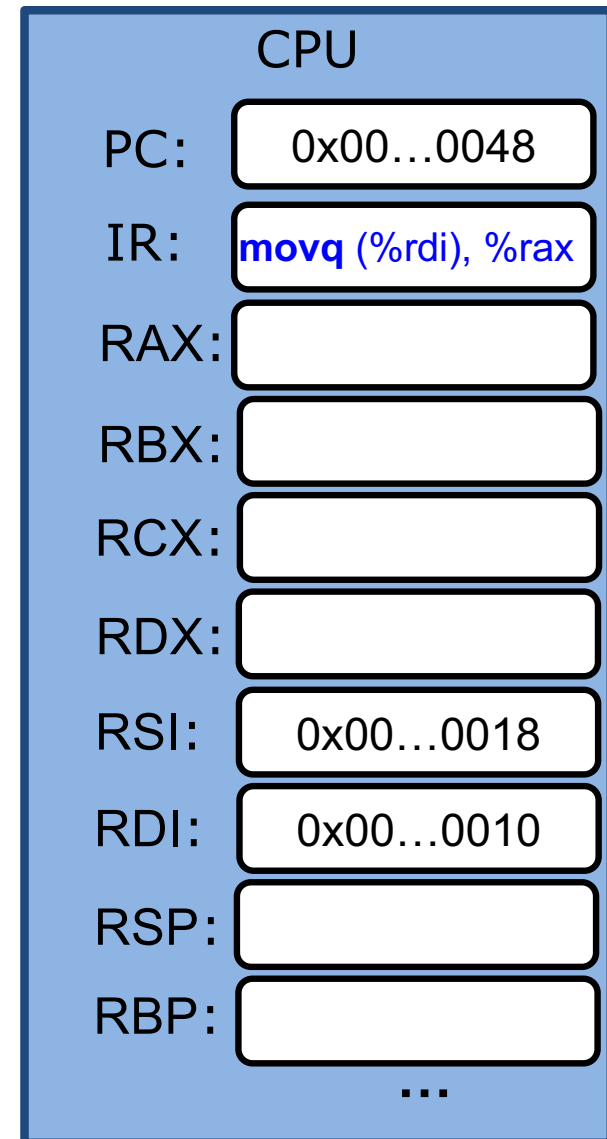 CPU
PC: 0x00…0048
IR: movq (%rdi), %rax
RAX:
RBX:
RCX:
RDX:
RSI: 0x00…0018
RDI: 0x00…0010
RSP:
RBP:
…